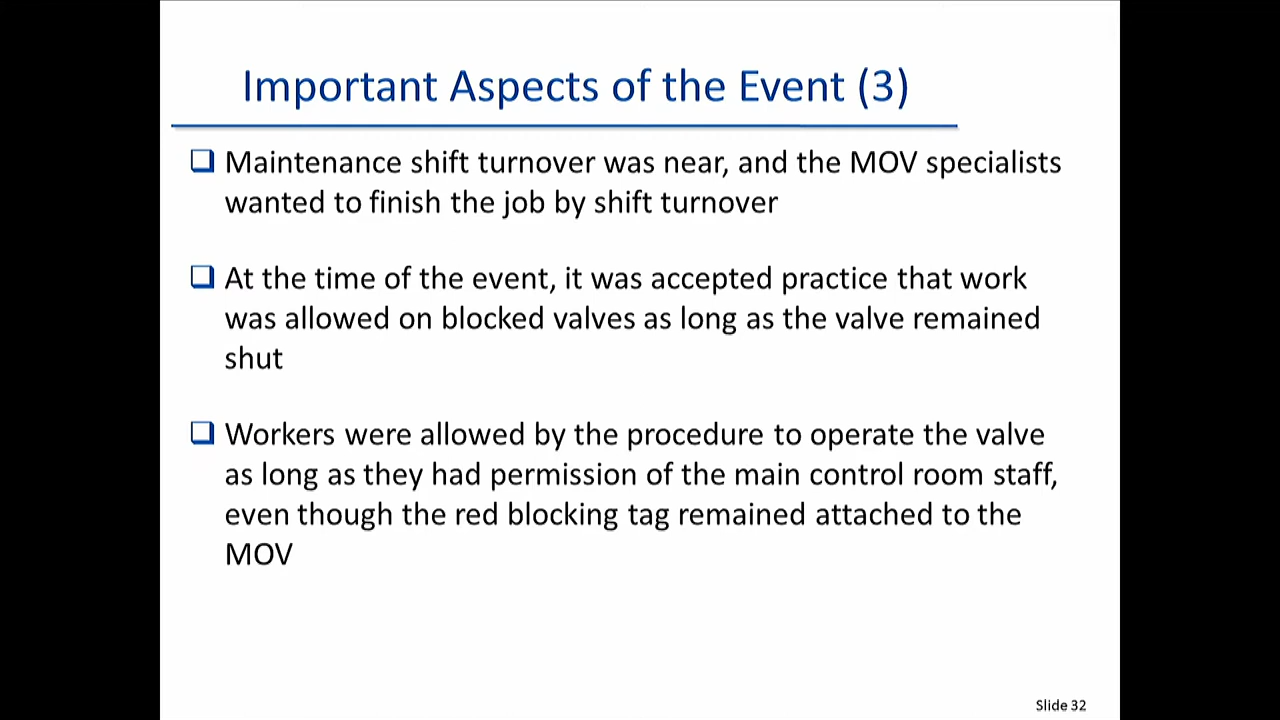 Important Aspects of the Event (3)
Maintenance shift turnover was near, and the MOV specialists
wanted to finish the job by shift turnover
At the time of the event, it was accepted practice that work
was allowed on blocked valves as long as the valve remained
shut
Workers were allowed by the procedure to operate the valve
as long as they had permission of the main control room staff,
even though the red blocking tag remained attached to the
MOV
Slide 32